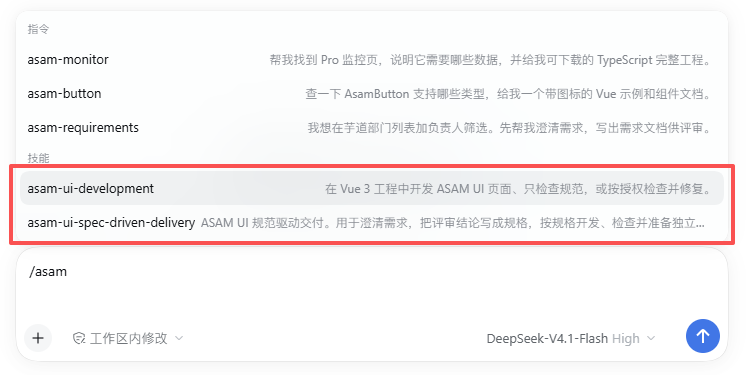 指令
asam-monitor 帮我找到 Pro 监控页，说明它需要哪些数据，并给我可下载的 TypeScript 完整工程。
asam-button 查一下 AsamButton 支持哪些类型，给我一个带图标的 Vue 示例和组件文档。
asam-requirements 我想在芋道部门列表加负责人筛选。先帮我澄清需求，写出需求文档供评审。
技能
asam-ui-development 在 Vue 3 工程中开发 ASAM UI 页面、只检查规范，或按授权检查并修复。
asam-ui-spec-driven-delivery ASAM UI 规范驱动交付。用于澄清需求，把评审结论写成规格，按规格开发、检查并准备独立...
/asam
工作区内修改 DeepSeek-V4.1-Flash High